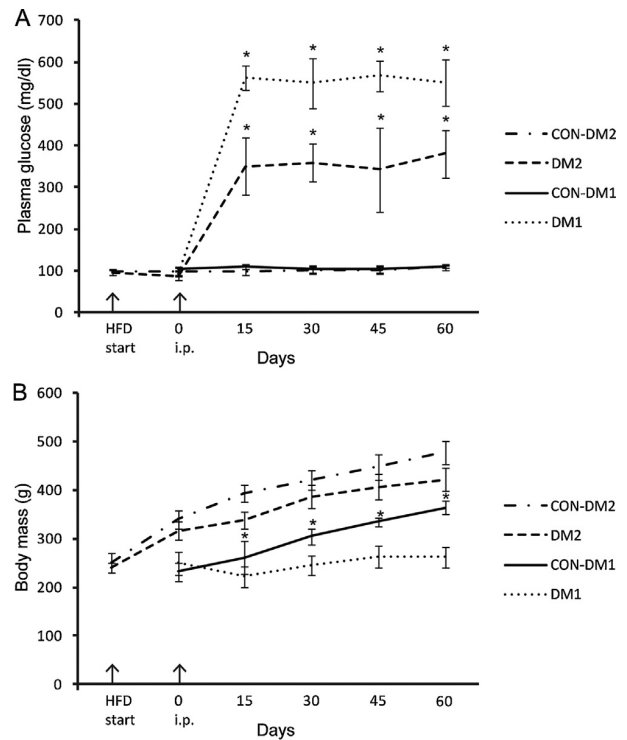 A
Plasma glucose (mg/dl)
700
600
500
400
300
200
100
0
* * * *
* * * *
HFD start
0 i.p.
15
30
45
60
Days
CON-DM2
DM2
CON-DM1
DM1
B
Body mass (g)
600
500
400
300
200
100
0
* * * *
HFD start
0 i.p.
15
30
45
60
Days
CON-DM2
DM2
CON-DM1
DM1